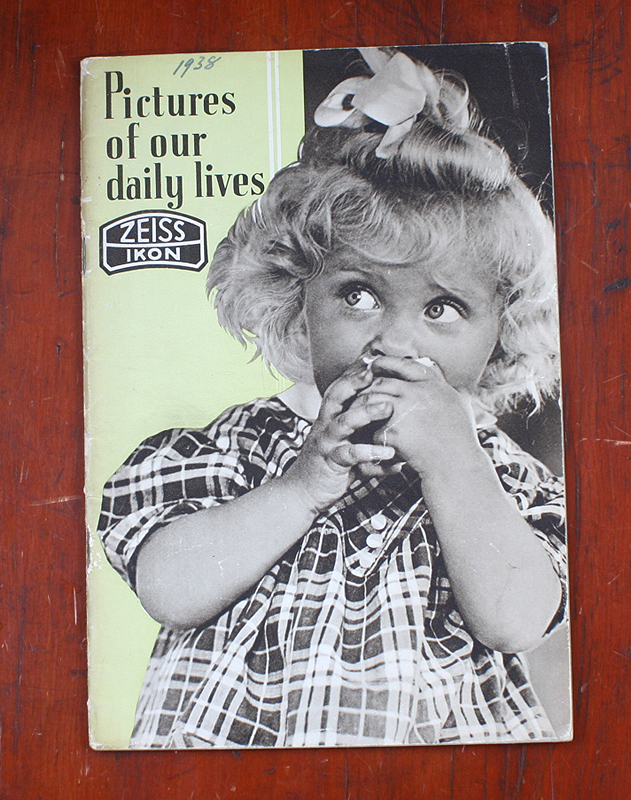 1938
Pictures
of our
daily lives
ZEISS
IKON